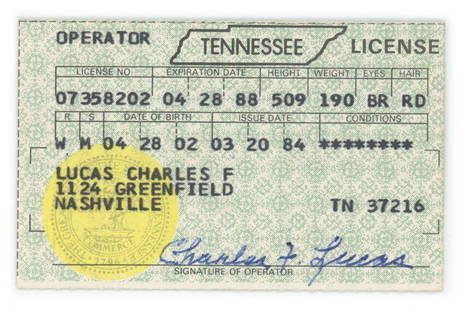 OPERATOR TENNESSEE LICENSE
LICENSE NO. EXPIRATION DATE HEIGHT WEIGHT EYES HAIR
07358202 04 28 88 509 190 BR RD
R S DATE OF BIRTH ISSUE DATE CONDITIONS
W M 04 28 02 03 20 84 ********
LUCAS CHARLES F
1124 GREENFIELD
NASHVILLE TN 37216
COMMERCE
1796
Charles F Lucas
SIGNATURE OF OPERATOR